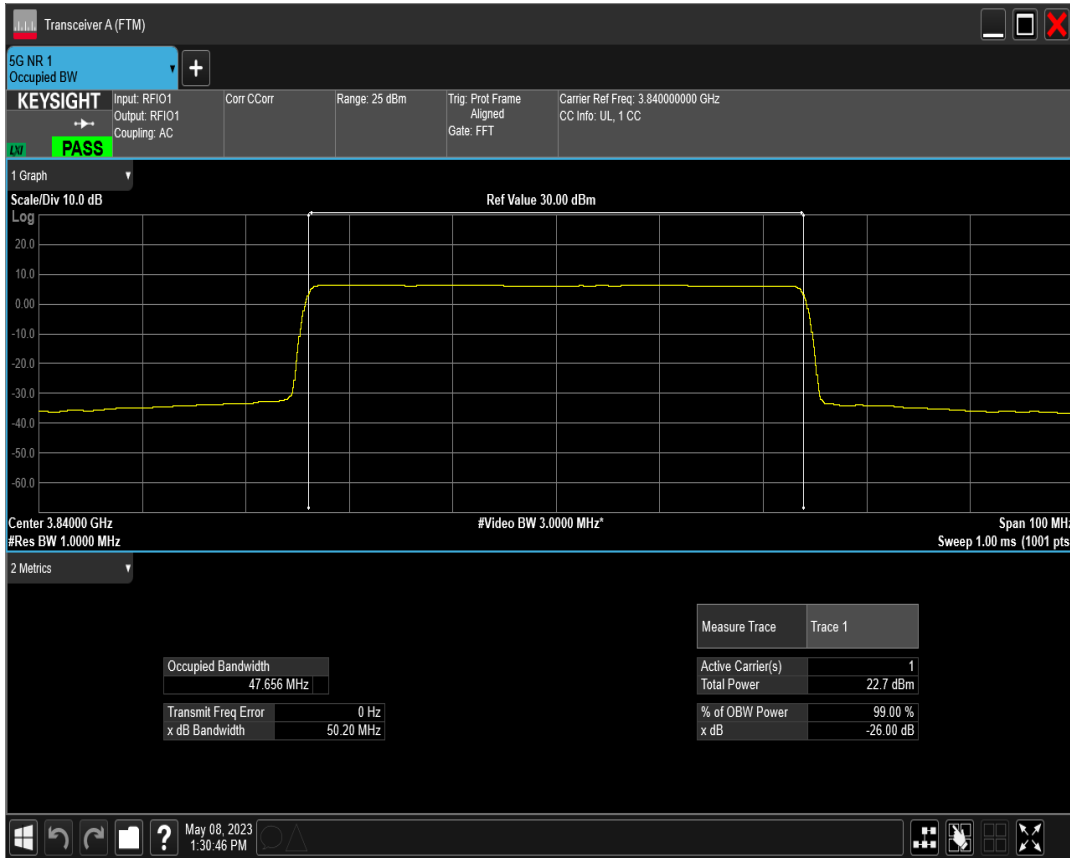 Transceiver A (FTM)
5G NR 1
Occupied BW
+
KEYSIGHT
LXI
PASS
Input: RFIO1
Output: RFIO1
Coupling: AC
Corr CCorr
Range: 25 dBm
Trig: Prot Frame
Aligned
Gate: FFT
Carrier Ref Freq: 3.840000000 GHz
CC Info: UL, 1 CC
1 Graph
Scale/Div 10.0 dB
Ref Value 30.00 dBm
Log
20.0
10.0
0.00
-10.0
-20.0
-30.0
-40.0
-50.0
-60.0
Center 3.84000 GHz
#Video BW 3.0000 MHz*
Span 100 MHz
#Res BW 1.0000 MHz
Sweep 1.00 ms (1001 pts
2 Metrics
Measure Trace Trace 1
Occupied Bandwidth
47.656 MHz
Active Carrier(s) 1
Total Power 22.7 dBm
Transmit Freq Error 0 Hz
x dB Bandwidth 50.20 MHz
% of OBW Power 99.00 %
x dB -26.00 dB
?
May 08, 2023
1:30:46 PM